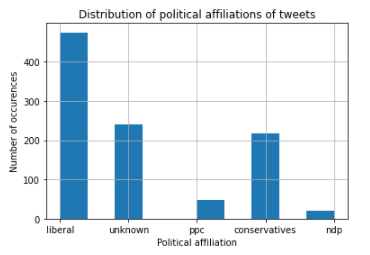 Distribution of political affiliations of tweets
Number of occurences
400
300
200
100
0
liberal unknown ppc conservatives ndp
Political affiliation